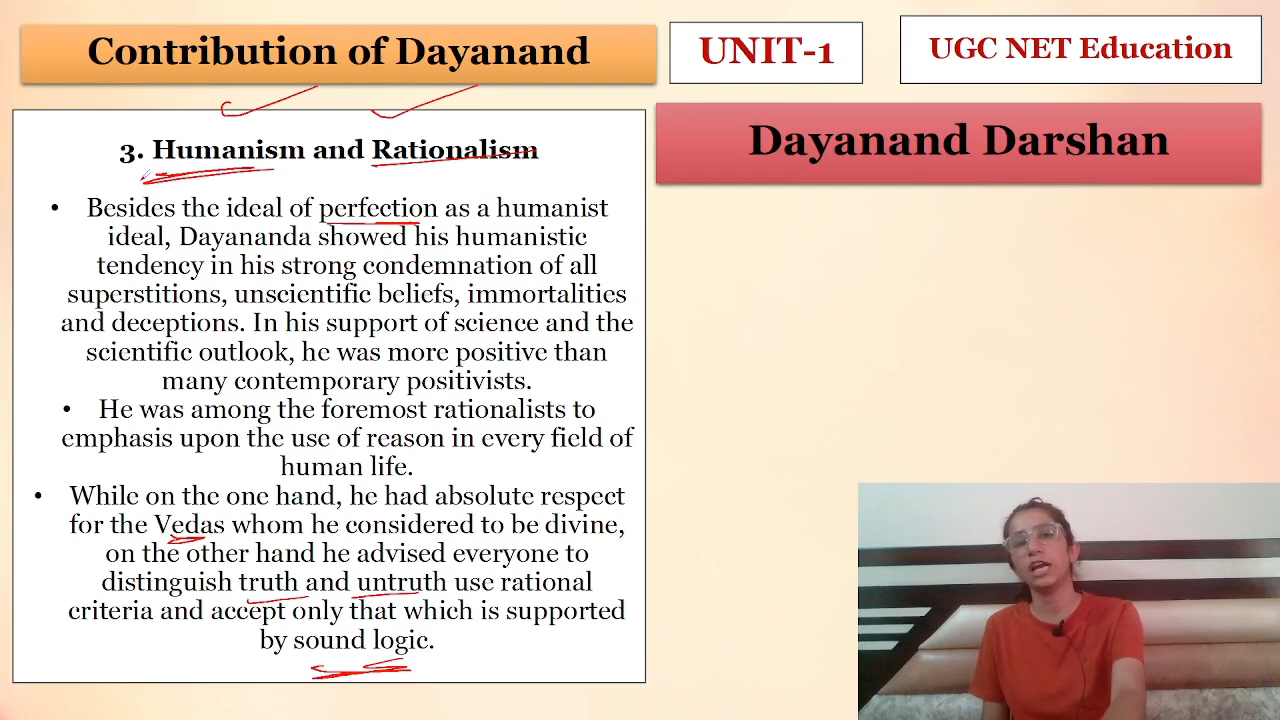 Contribution of Dayanand
UNIT-1
UGC NET Education
Dayanand Darshan
3. Humanism and Rationalism
• Besides the ideal of perfection as a humanist
ideal, Dayananda showed his humanistic
tendency in his strong condemnation of all
superstitions, unscientific beliefs, immortalities
and deceptions. In his support of science and the
scientific outlook, he was more positive than
many contemporary positivists.
• He was among the foremost rationalists to
emphasis upon the use of reason in every field of
human life.
• While on the one hand, he had absolute respect
for the Vedas whom he considered to be divine,
on the other hand he advised everyone to
distinguish truth and untruth use rational
criteria and accept only that which is supported
by sound logic.